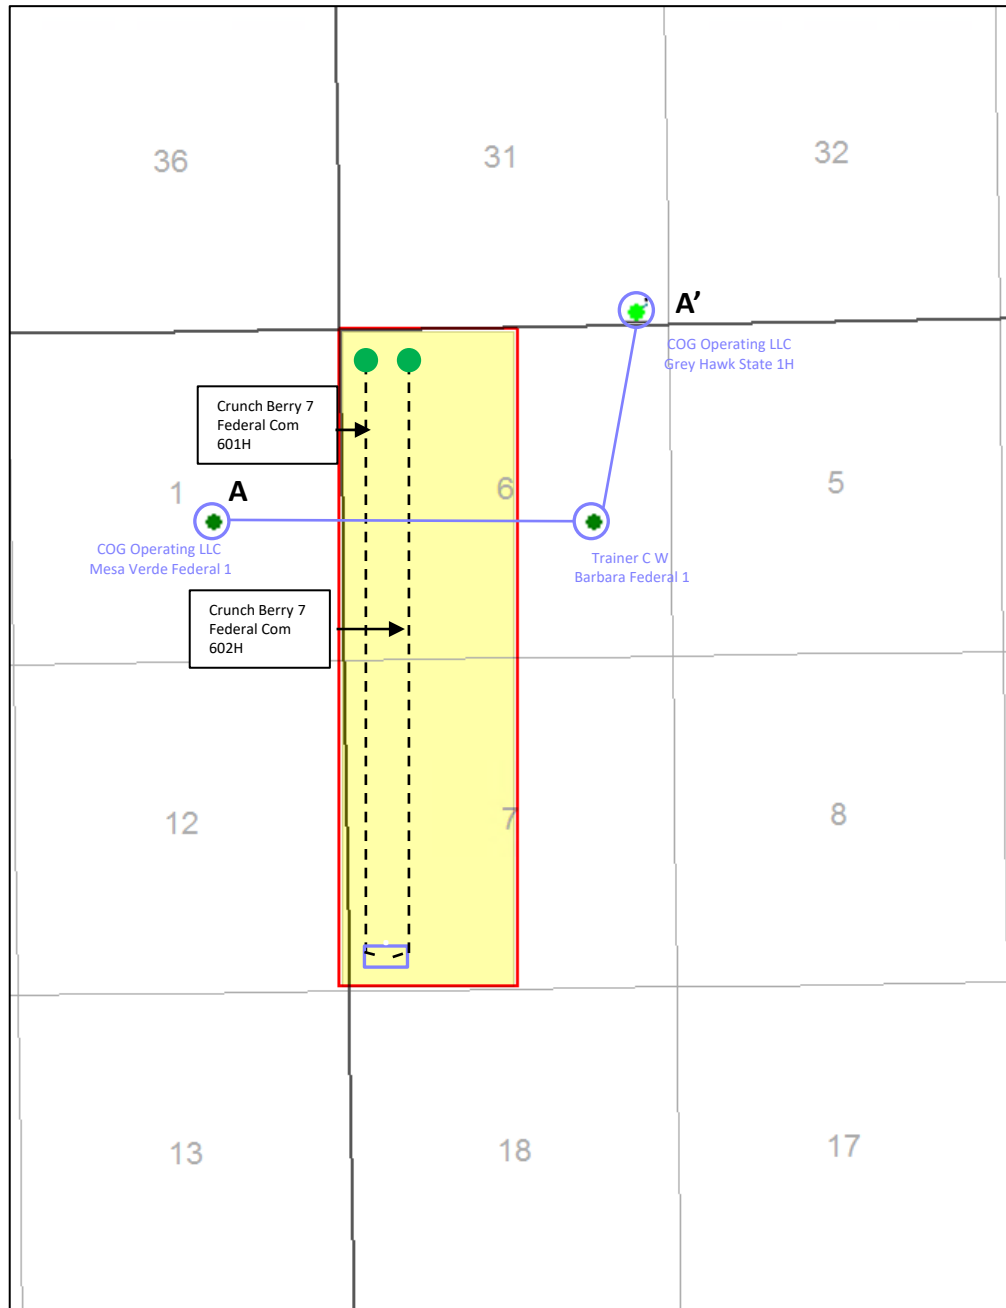 36
31
32
A’
COG Operating LLC
Grey Hawk State 1H
Crunch Berry 7
Federal Com
601H
1
A
6
5
COG Operating LLC
Mesa Verde Federal 1
Trainer C W
Barbara Federal 1
Crunch Berry 7
Federal Com
602H
12
7
8
13
18
17